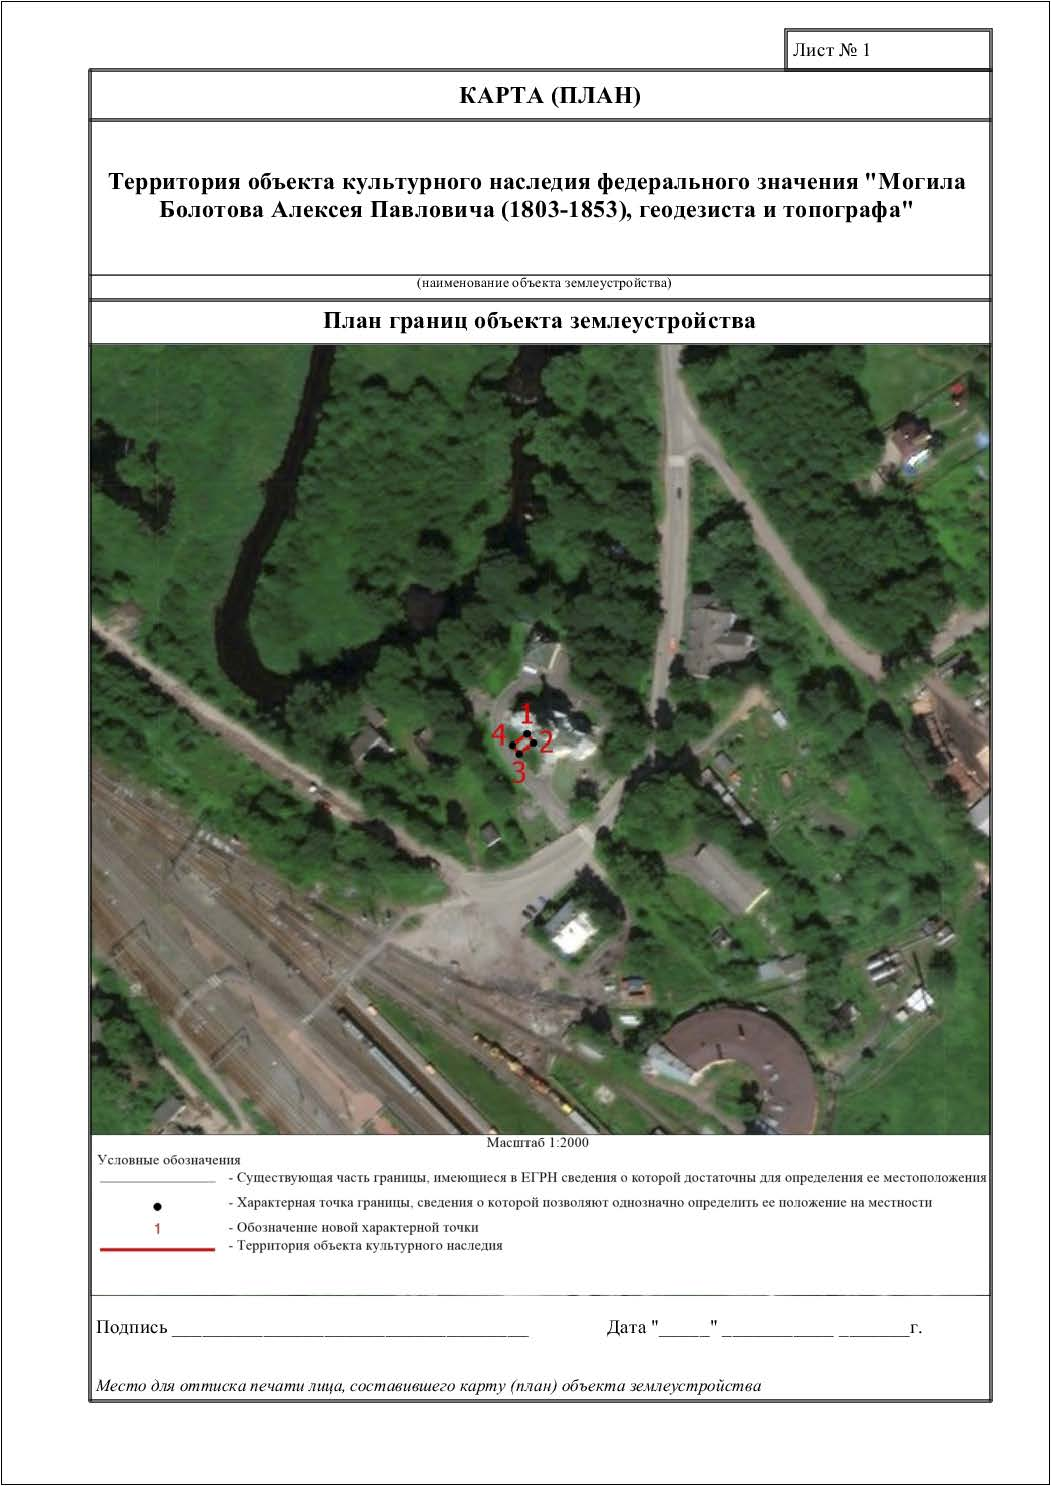 Лист № 1
КАРТА (ПЛАН)
Территория объекта культурного наследия федерального значения "Могила
Болотова Алексея Павловича (1803-1853), геодезиста и топографа"
(наименование объекта землеустройства)
План границ объекта землеустройства
1
4
2
3
Масштаб 1:2000
Условные обозначения
- Существующая часть границы, имеющиеся в ЕГРН сведения о которой достаточны для определения ее местоположения
- Характерная точка границы, сведения о которой позволяют однозначно определить ее положение на местности
1 - Обозначение новой характерной точки
- Территория объекта культурного наследия
Подпись ___________________________________ Дата "_____" ___________ _______г.
Место для оттиска печати лица, составившего карту (план) объекта землеустройства